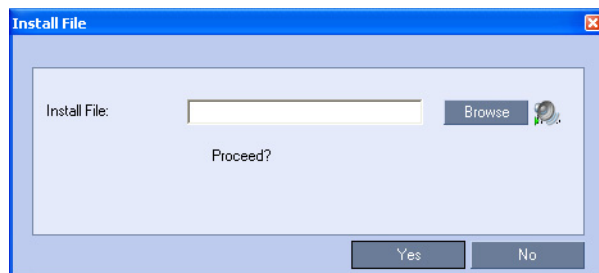 Install File
Install File:
Browse
Proceed?
Yes
No